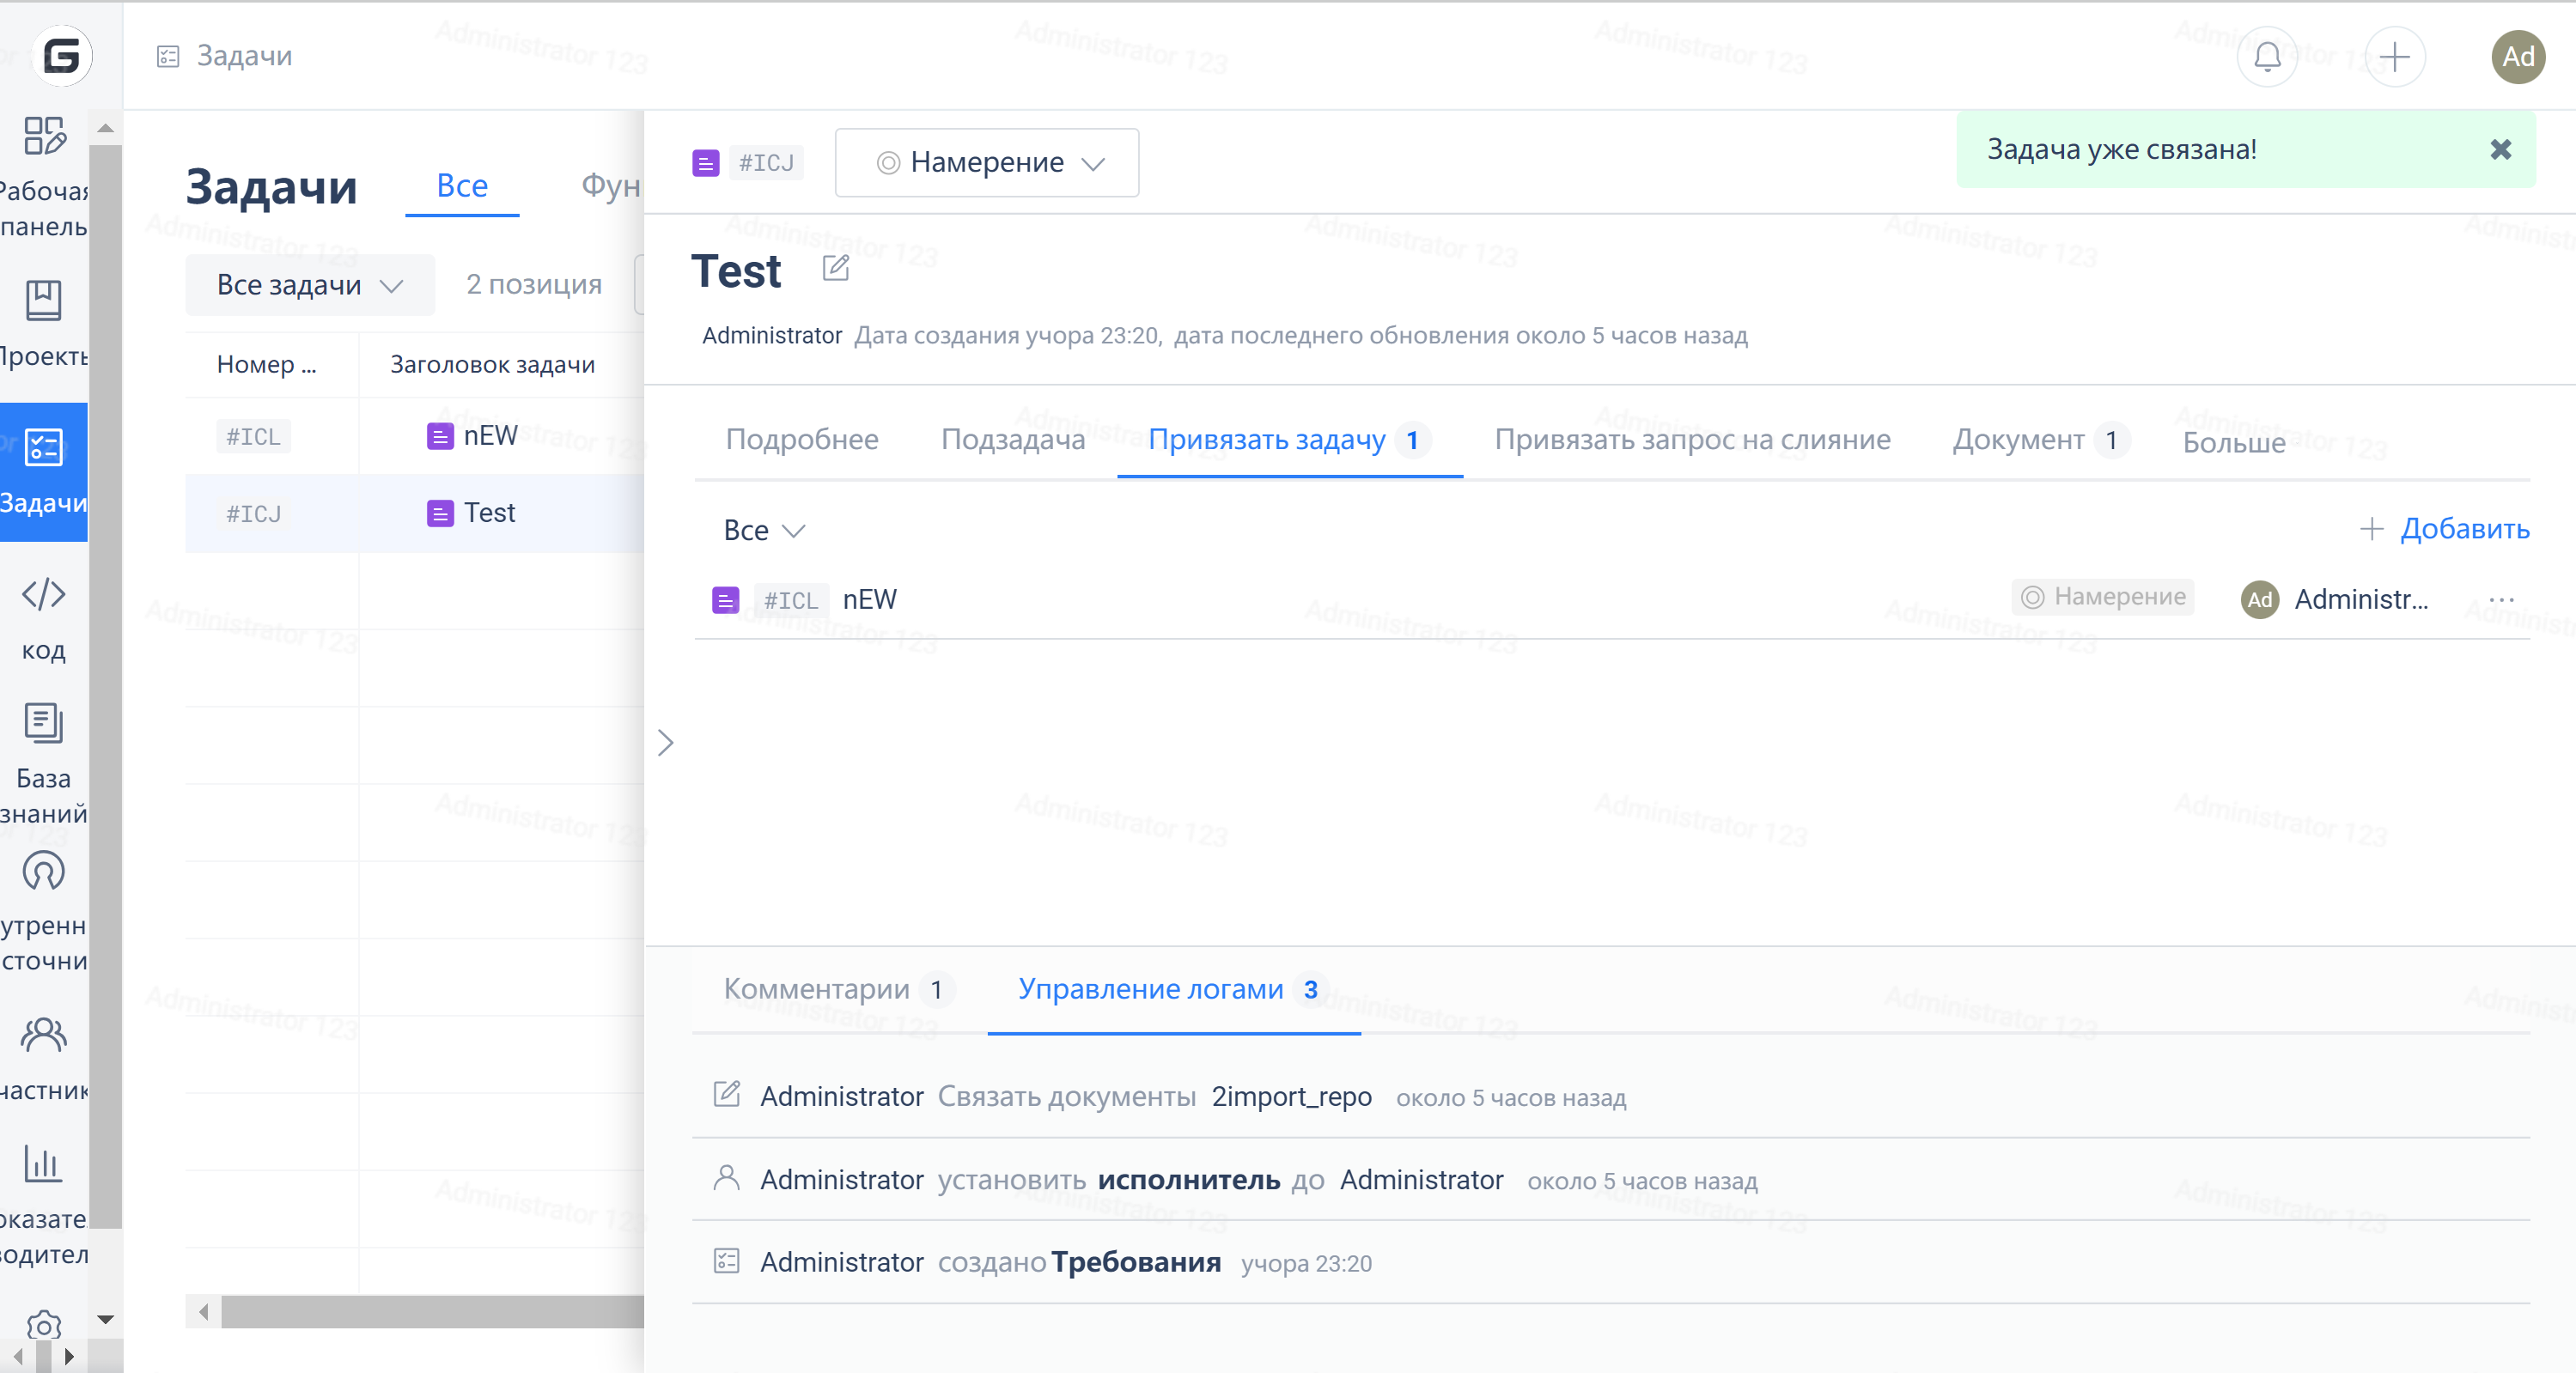 Задачи
Ad
Рабочая
панель
Проекты
Задачи
код
База
знаний
утренн
сточни
частник
оказате
водител
Задачи
Все
Фун
Все задачи
2 позиция
Номер ...
Заголовок задачи
#ICL
nEW
#ICJ
Test
#ICJ
Намерение
Задача уже связана!
Test
Administrator Дата создания учора 23:20, дата последнего обновления около 5 часов назад
Подробнее
Подзадача
Привязать задачу 1
Привязать запрос на слияние
Документ 1
Больше
Все
Добавить
#ICL nEW
Намерение
Ad Administr...
Комментарии 1
Управление логами 3
Administrator Связать документы 2import_repo около 5 часов назад
Administrator установить исполнитель до Administrator около 5 часов назад
Administrator создано Требования учора 23:20
Administrator 123